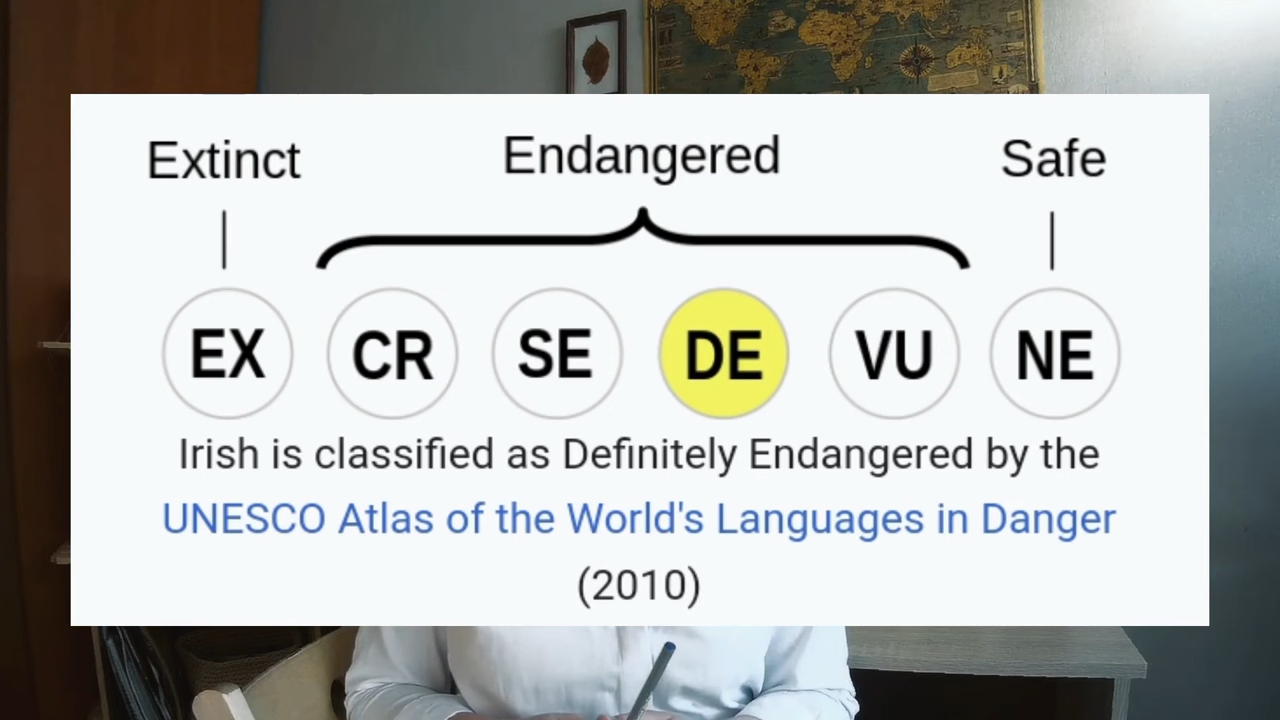 Extinct Endangered Safe
EX CR SE DE VU NE
Irish is classified as Definitely Endangered by the
UNESCO Atlas of the World's Languages in Danger
(2010)